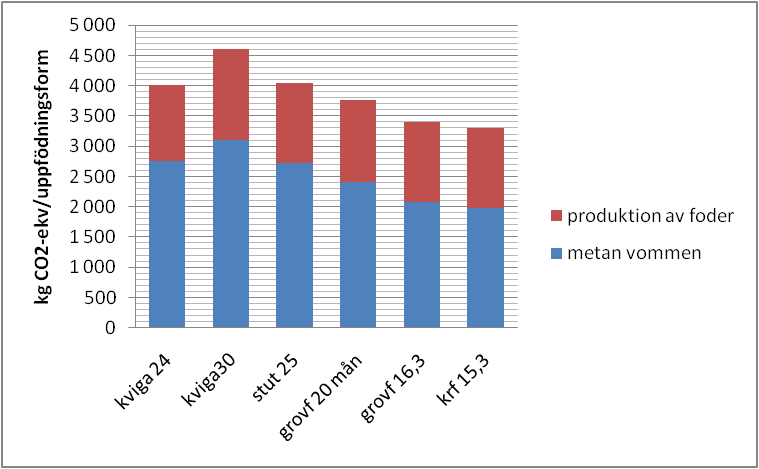 kg CO2-ekv/uppfödningsform
5 000
4 500
4 000
3 500
3 000
2 500
2 000
1 500
1 000
500
0
kviga 24
kviga30
stut 25
grovf 20 mån
grovf 16,3
krf 15,3
produktion av foder
metan vommen